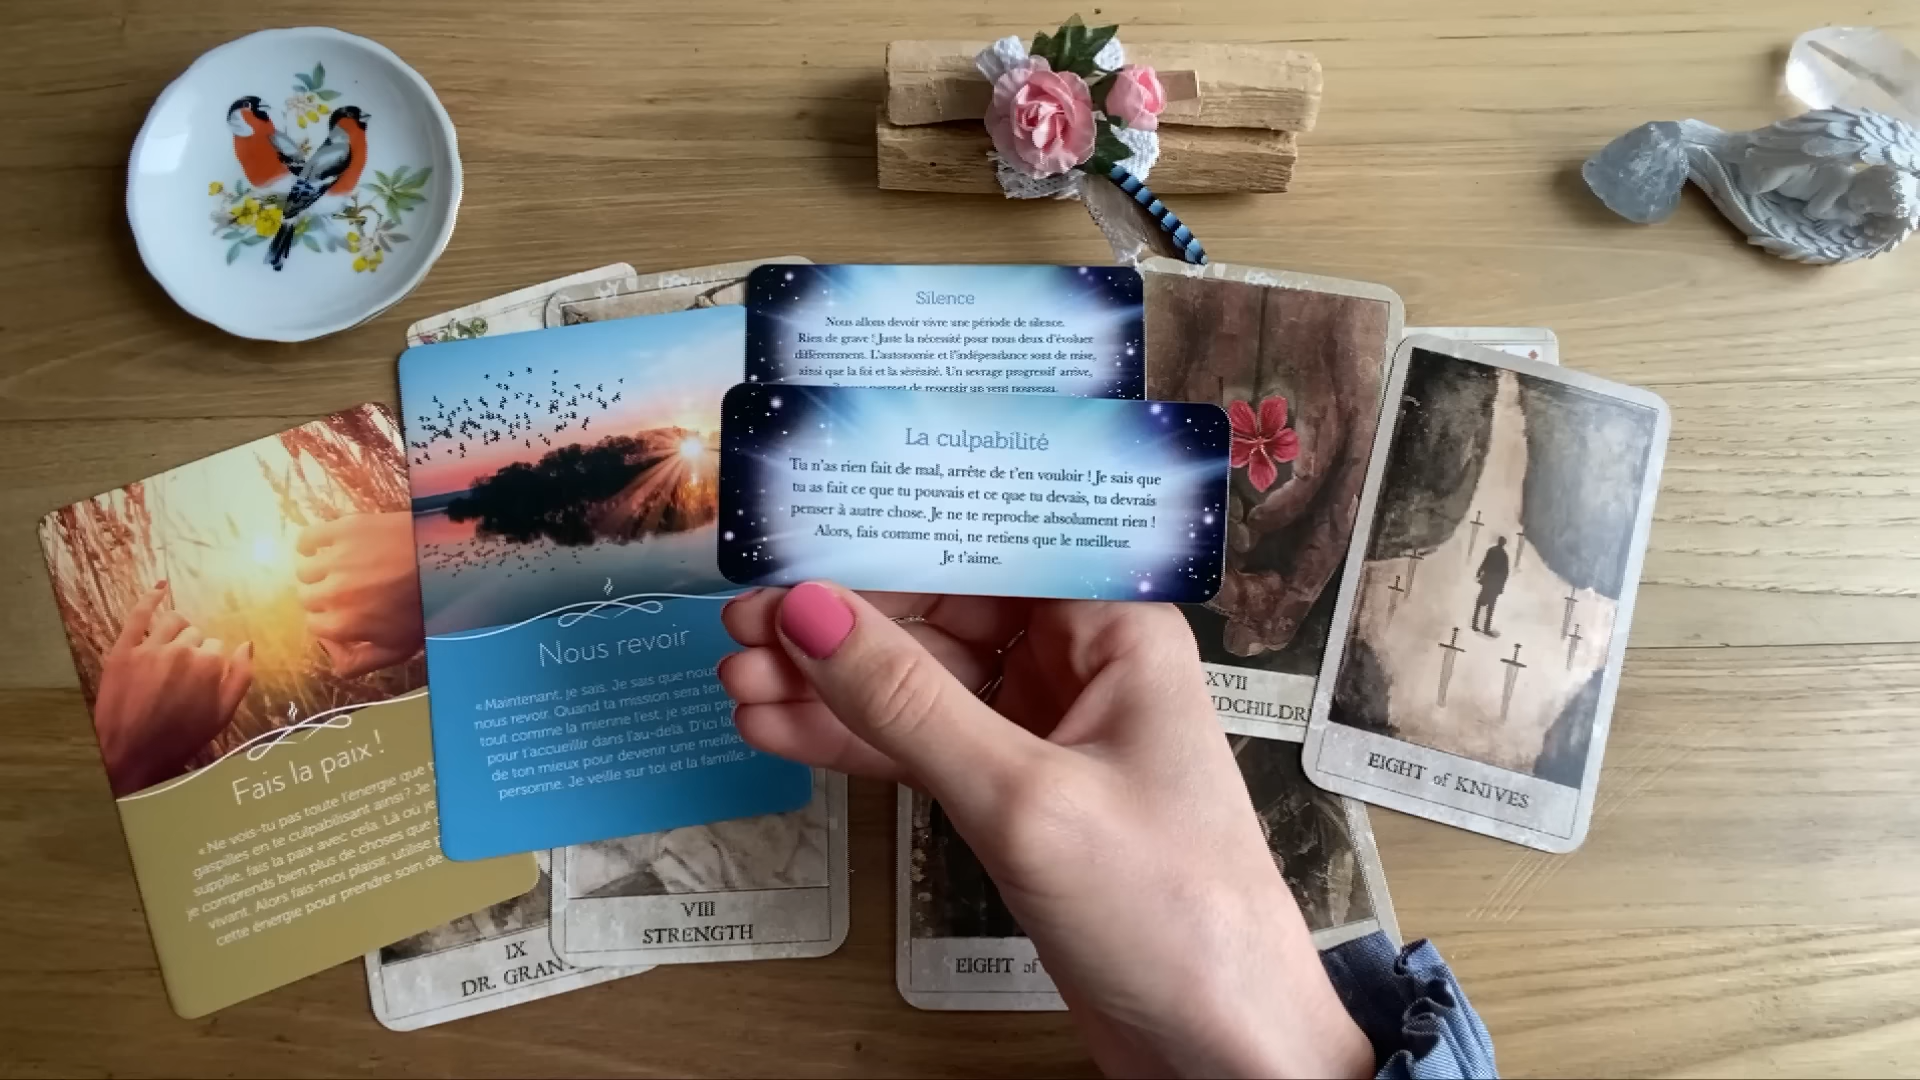 Silence
Nous allons devoir vivre une période de silence.
Rien de grave ! Juste la nécessité pour nous deux d'évoluer
différemment. L'autonomie et l'indépendance sont de mise,
ainsi que la foi et la sérénité. Un sevrage progressif arrive,
permet de ressentir un vent nouveau.
La culpabilité
Tu n'as rien fait de mal, arrête de t'en vouloir ! Je sais que
tu as fait ce que tu pouvais et ce que tu devais, tu devrais
penser à autre chose. Je ne te reproche absolument rien !
Alors, fais comme moi, ne retiens que le meilleur.
Je t'aime.
Nous revoir
« Maintenant, je sais. Je sais que nous
nous revoir. Quand ta mission sera
tout comme la mienne l'est, je serai
pour t'accueillir dans l'au-delà. D'ici là
de ton mieux pour devenir une
personne. Je veille sur toi et la famille. »
Fais la paix !
« Ne vois-tu pas toute l'énergie que
gaspilles en te culpabilisant ainsi ? Je
supplie, fais la paix avec cela. Là où je
je comprends bien plus de choses que
vivant. Alors fais-moi plaisir, utilise
cette énergie pour prendre soin de
IX
DR.
VIII
STRENGTH
EIGHT of
XVII
EIGHT of KNIVES